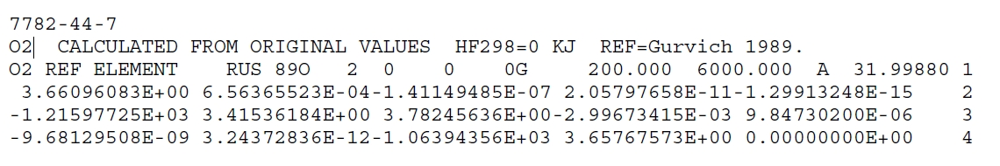 7782-44-7
O2  CALCULATED FROM ORIGINAL VALUES  HF298=0 KJ  REF=Gurvich 1989.
O2 REF ELEMENT    RUS 89O   2  0    0    0G     200.000  6000.000  A  31.99880 1
 3.66096083E+00 6.56365523E-04-1.41149485E-07 2.05797658E-11-1.29913248E-15    2
-1.21597725E+03 3.41536184E+00 3.78245636E+00-2.99673415E-03 9.84730200E-06    3
-9.68129508E-09 3.24372836E-12-1.06394356E+03 3.65767573E+00 0.00000000E+00    4